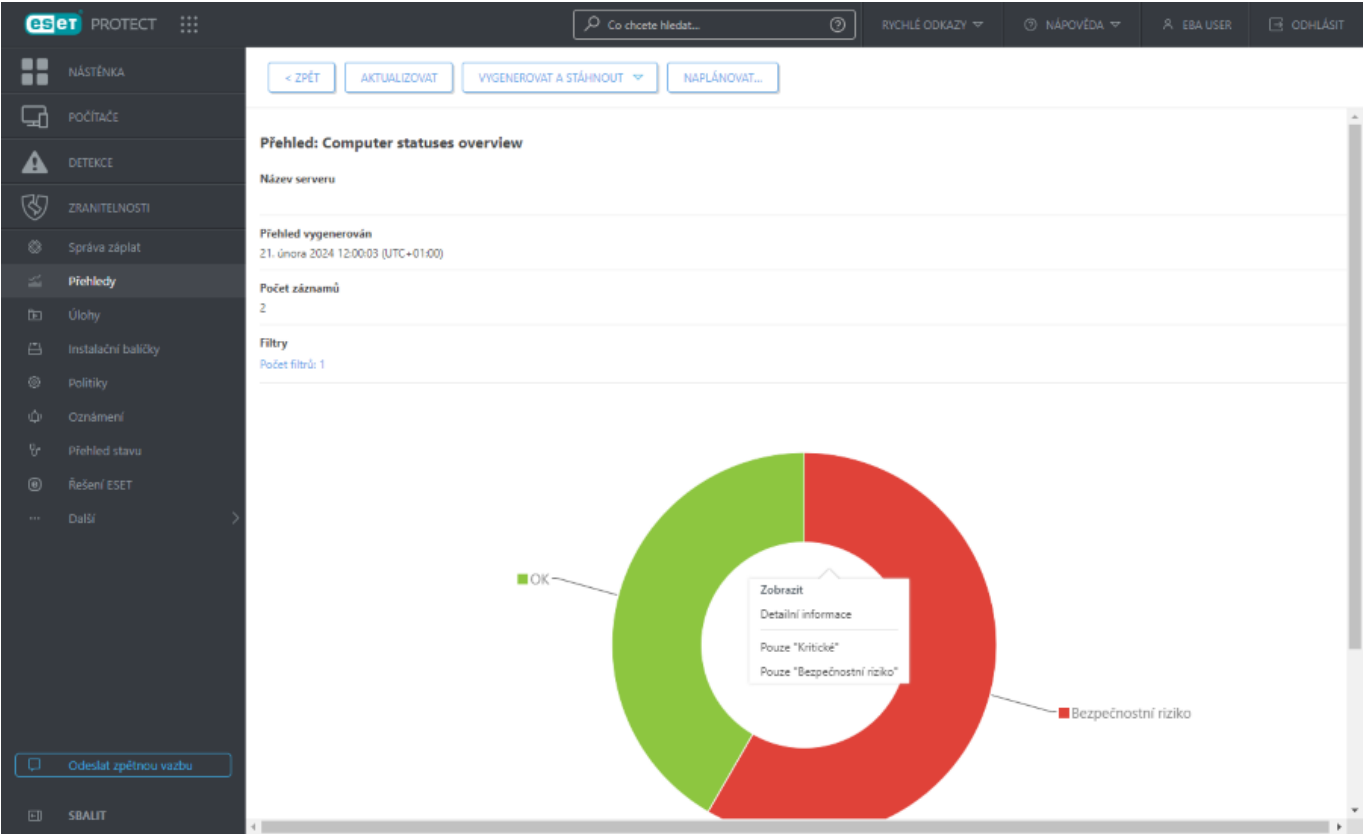 eset PROTECT
Co chcete hledat...
RYCHLÉ ODKAZY
NÁPOVĚDA
EBA USER
ODHLÁSIT
NÁSTĚNKA
POČÍTAČE
DETEKCE
ZRANITELNOSTI
Správa záplat
Přehledy
Úlohy
Instalační balíčky
Politiky
Oznámení
Přehled stavu
Řešení ESET
Další
Odeslat zpětnou vazbu
SBALIT
< ZPĚT
AKTUALIZOVAT
VYGENEROVAT A STÁHNOUT
NAPLÁNOVAT...
Přehled: Computer statuses overview
Název serveru
Přehled vygenerován
21. února 2024 12:00:03 (UTC+01:00)
Počet záznamů
2
Filtry
Počet filtrů: 1
OK
Zobrazit
Detailní informace
Pouze "Kritické"
Pouze "Bezpečnostní riziko"
Bezpečnostní riziko